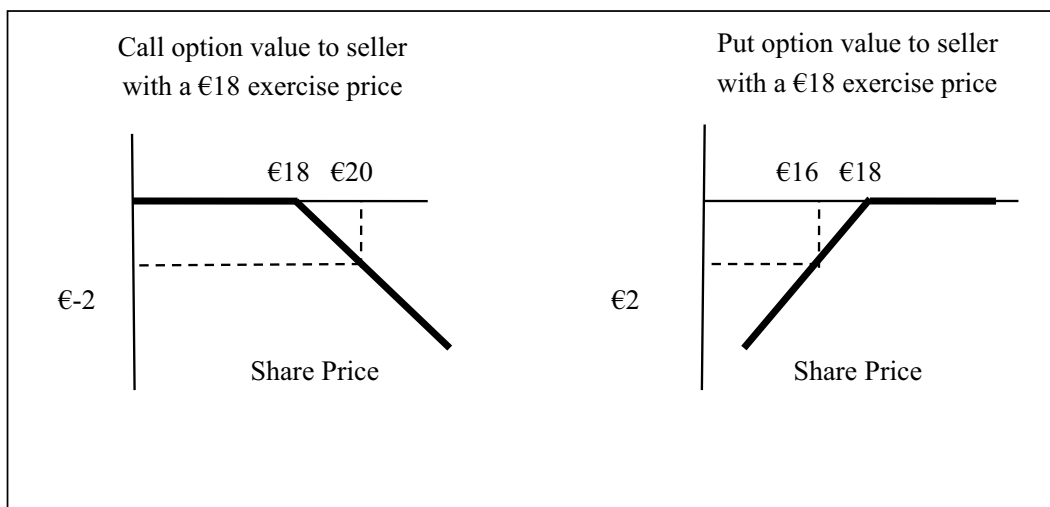 Call option value to seller
with a €18 exercise price
€18 €20
€-2
Share Price
Put option value to seller
with a €18 exercise price
€16 €18
€2
Share Price